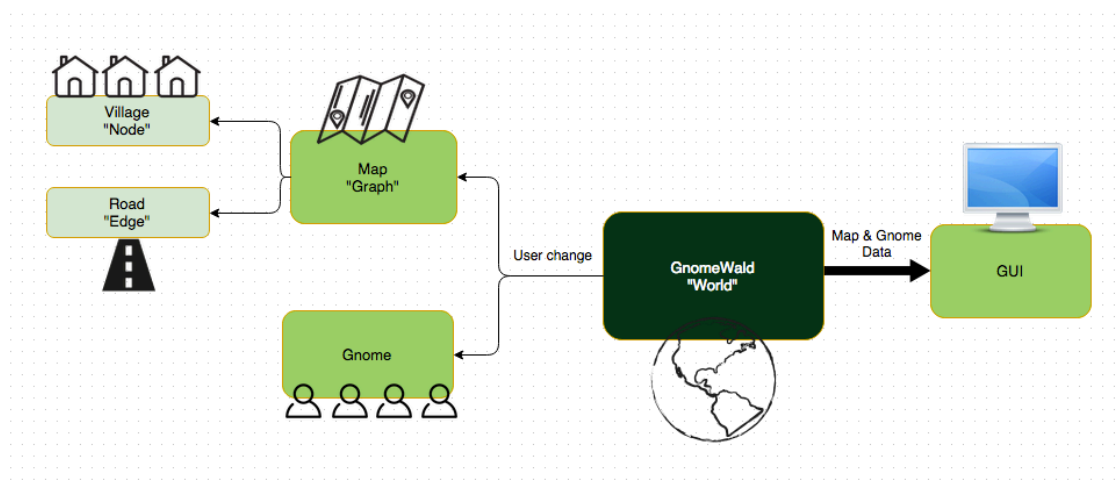 Village
"Node"
Road
"Edge"
Map
"Graph"
Gnome
User change
GnomeWald
"World"
Map & Gnome
Data
GUI